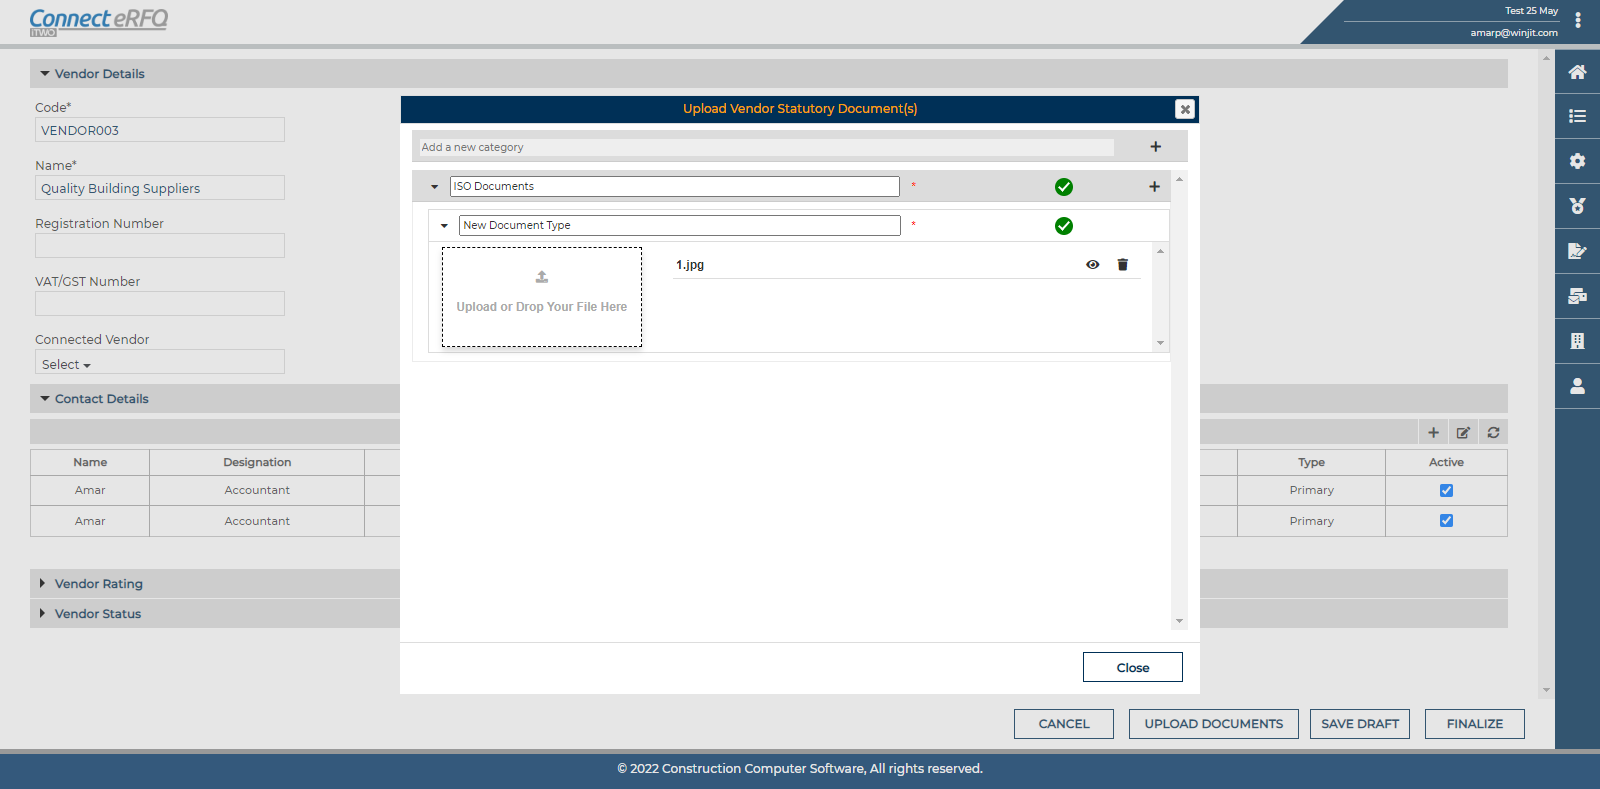 Connect eRFQ
iTWO
Test 25 May
amarp@winjit.com
Vendor Details
Code*
VENDOR003
Name*
Quality Building Suppliers
Registration Number
VAT/GST Number
Connected Vendor
Select
Upload Vendor Statutory Document(s)
Add a new category
ISO Documents *
New Document Type *
Upload or Drop Your File Here
1.jpg
Close
Contact Details
Name Designation Type Active
Amar Accountant Primary
Amar Accountant Primary
Vendor Rating
Vendor Status
CANCEL UPLOAD DOCUMENTS SAVE DRAFT FINALIZE
© 2022 Construction Computer Software, All rights reserved.